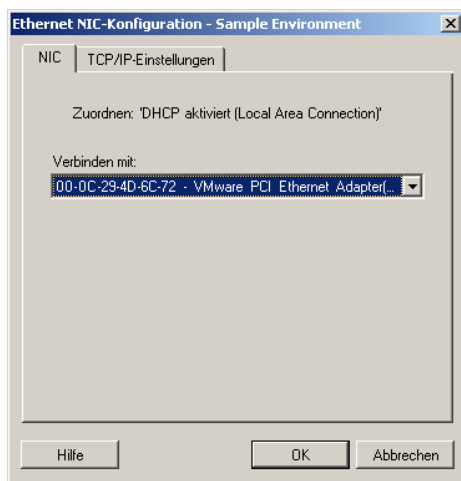 Ethernet NIC-Konfiguration - Sample Environment
NIC TCP/IP-Einstellungen
Zuordnen: 'DHCP aktiviert (Local Area Connection)'
Verbinden mit:
00-0C-29-4D-6C-72 - VMware PCI Ethernet Adapter(...
Hilfe OK Abbrechen